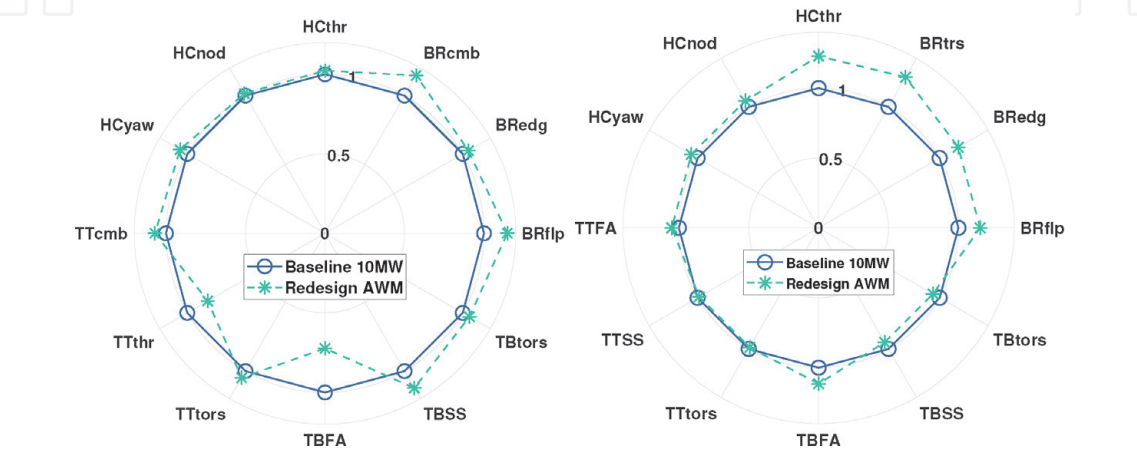 HCthr
HCnod
BRcmb
HCyaw
BRedg
TTcmb
BRflp
TTthr
TBtors
TTtors
TBSS
TBFA
1
0.5
0
Baseline 10MW
Redesign AWM
HCthr
HCnod
BRtrs
HCyaw
BRedg
TTFA
BRflp
TTSS
TBtors
TTtors
TBSS
TBFA
1
0.5
0
Baseline 10MW
Redesign AWM